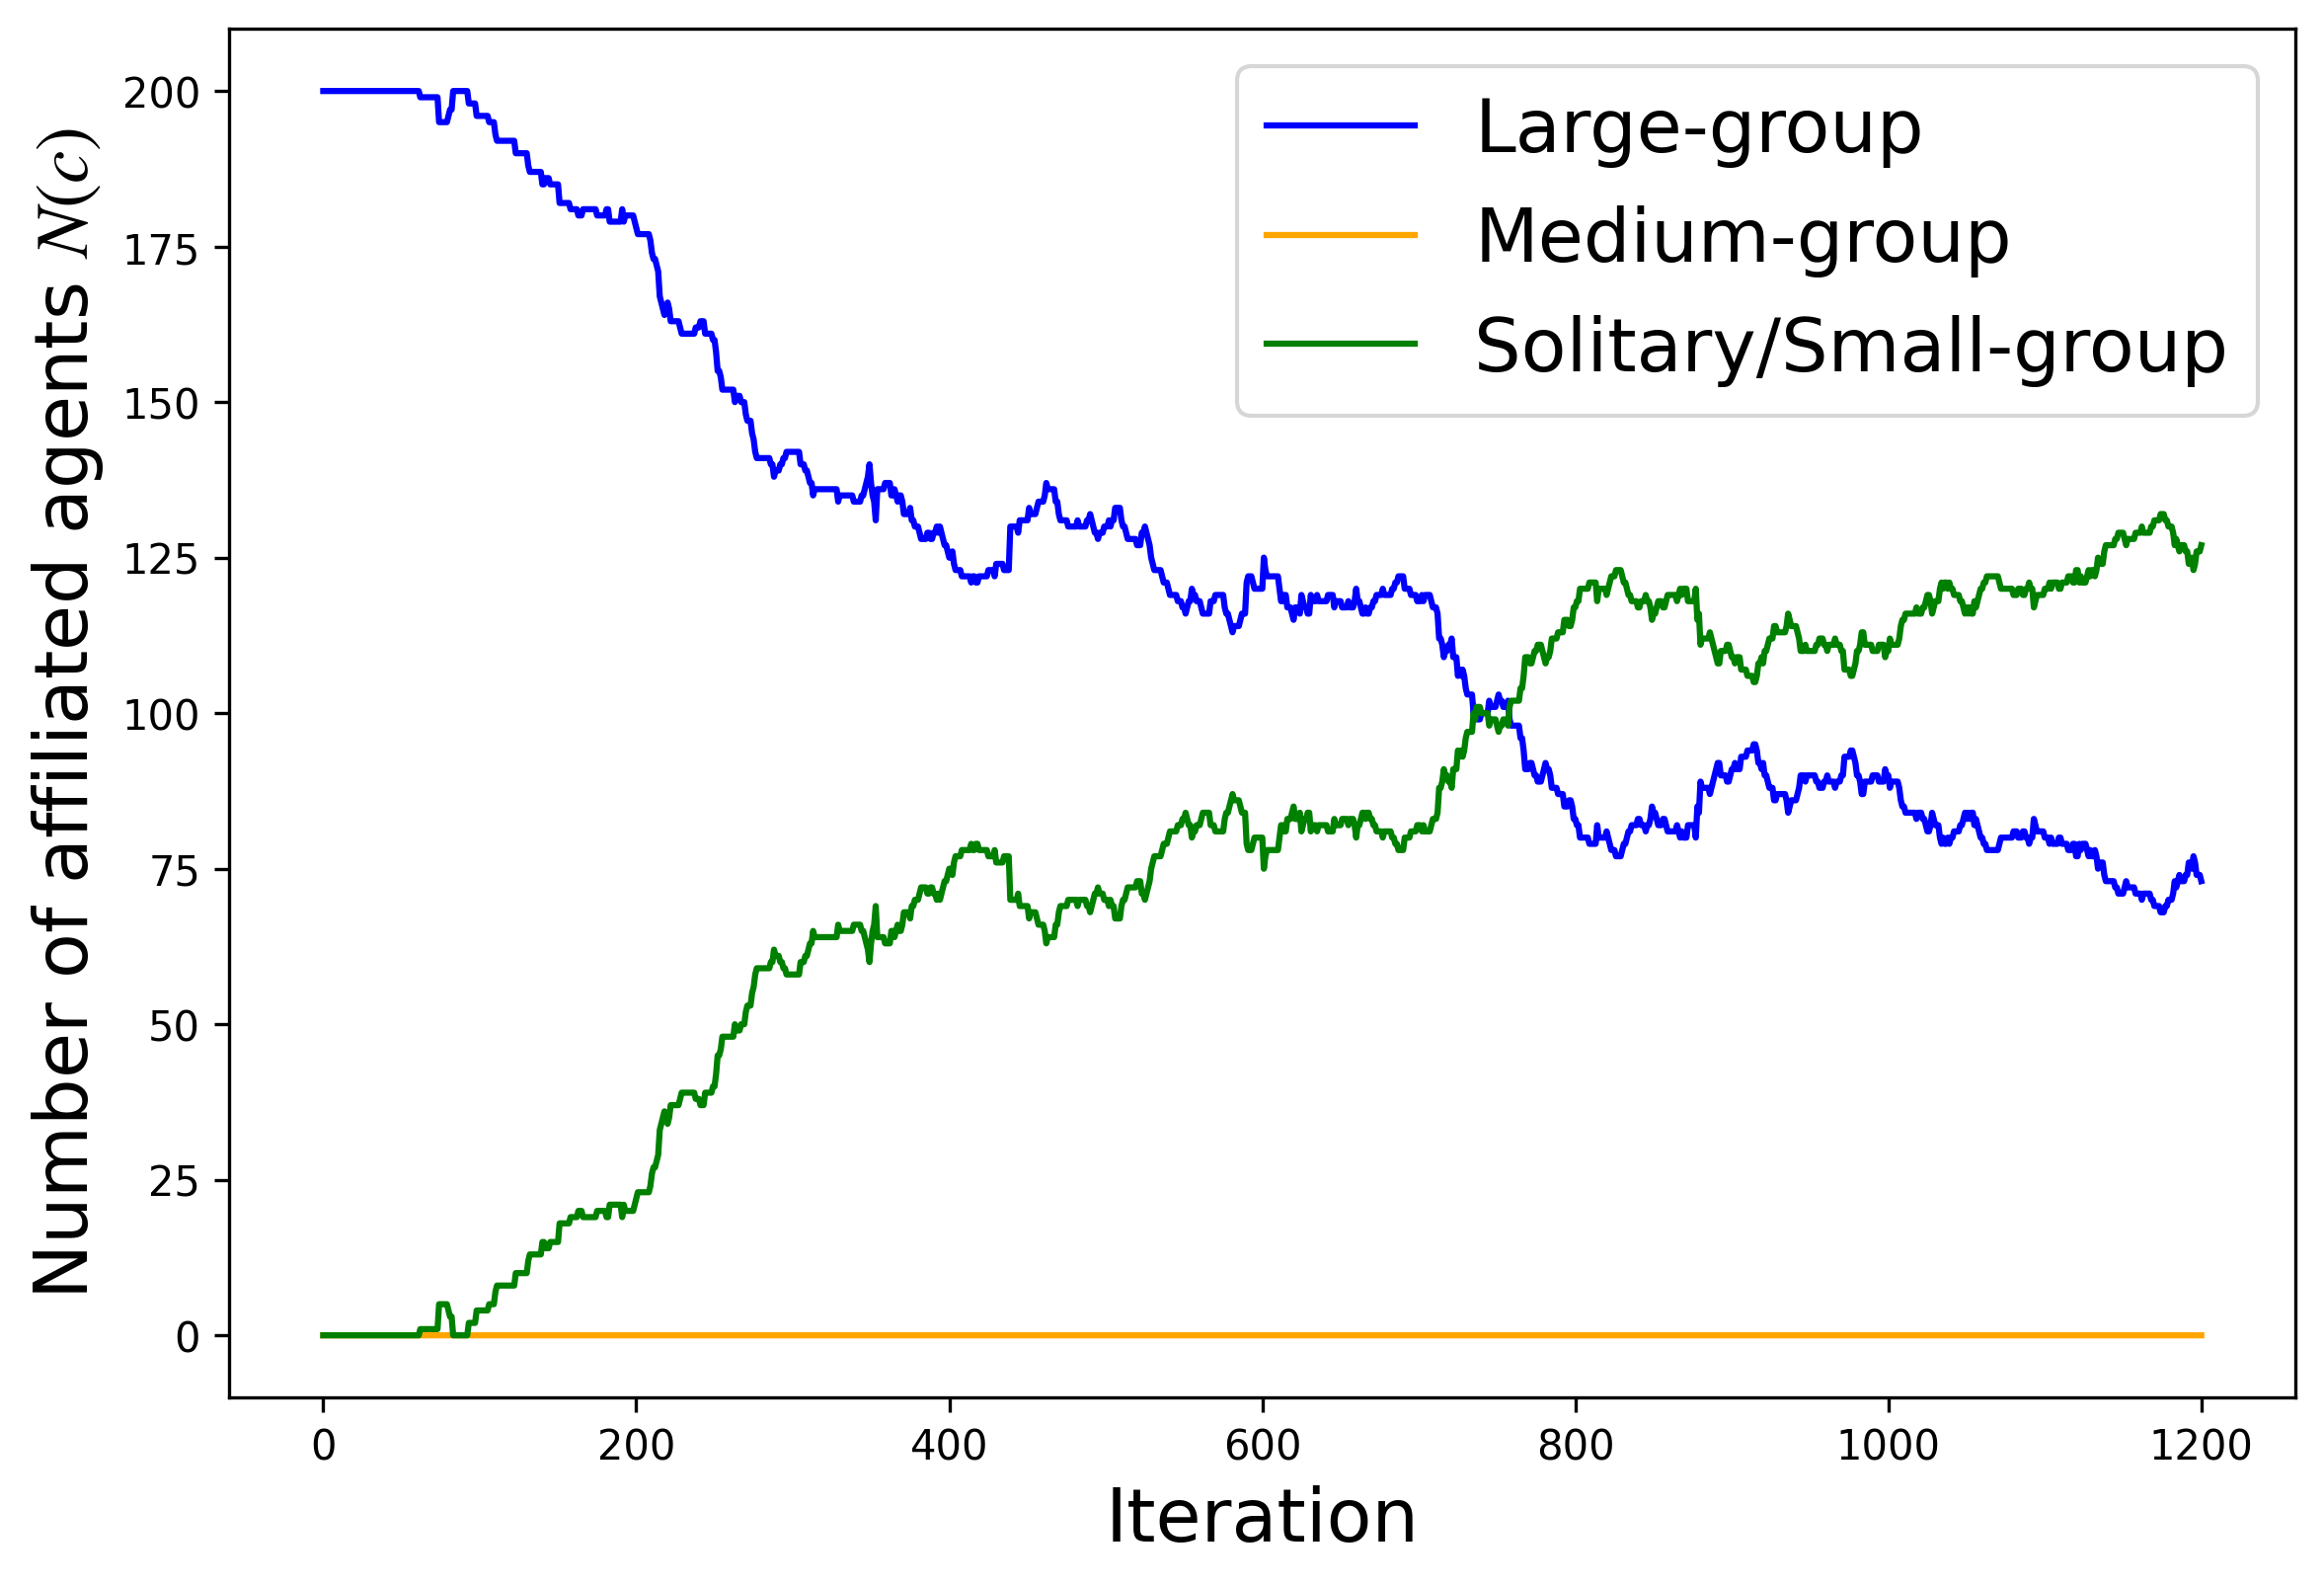 Number of affiliated agents N(c)
200
175
150
125
100
75
50
25
0
Large-group
Medium-group
Solitary/Small-group
0 200 400 600 800 1000 1200
Iteration